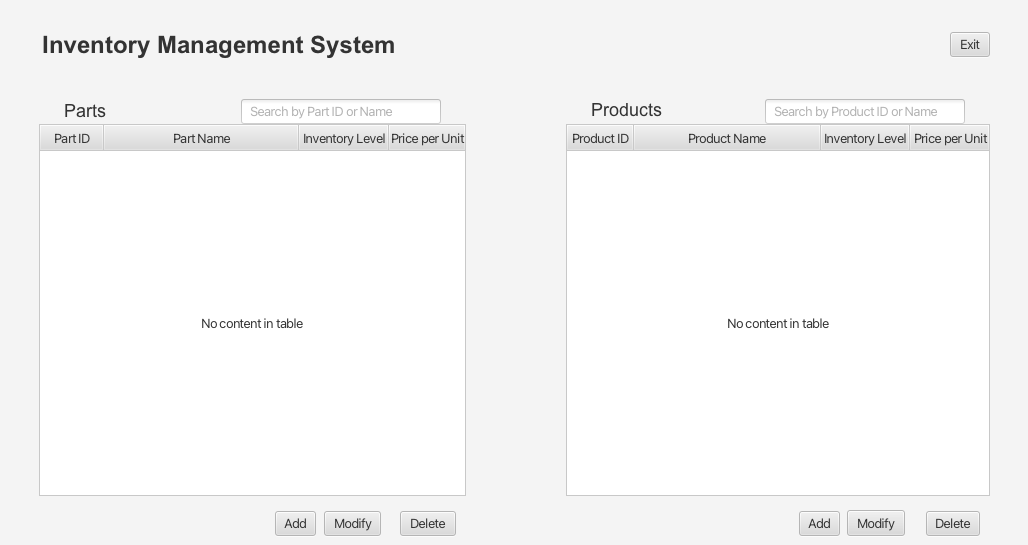 Inventory Management System
Exit
Parts
Search by Part ID or Name
Part ID Part Name Inventory Level Price per Unit
No content in table
Add Modify Delete
Products
Search by Product ID or Name
Product ID Product Name Inventory Level Price per Unit
No content in table
Add Modify Delete